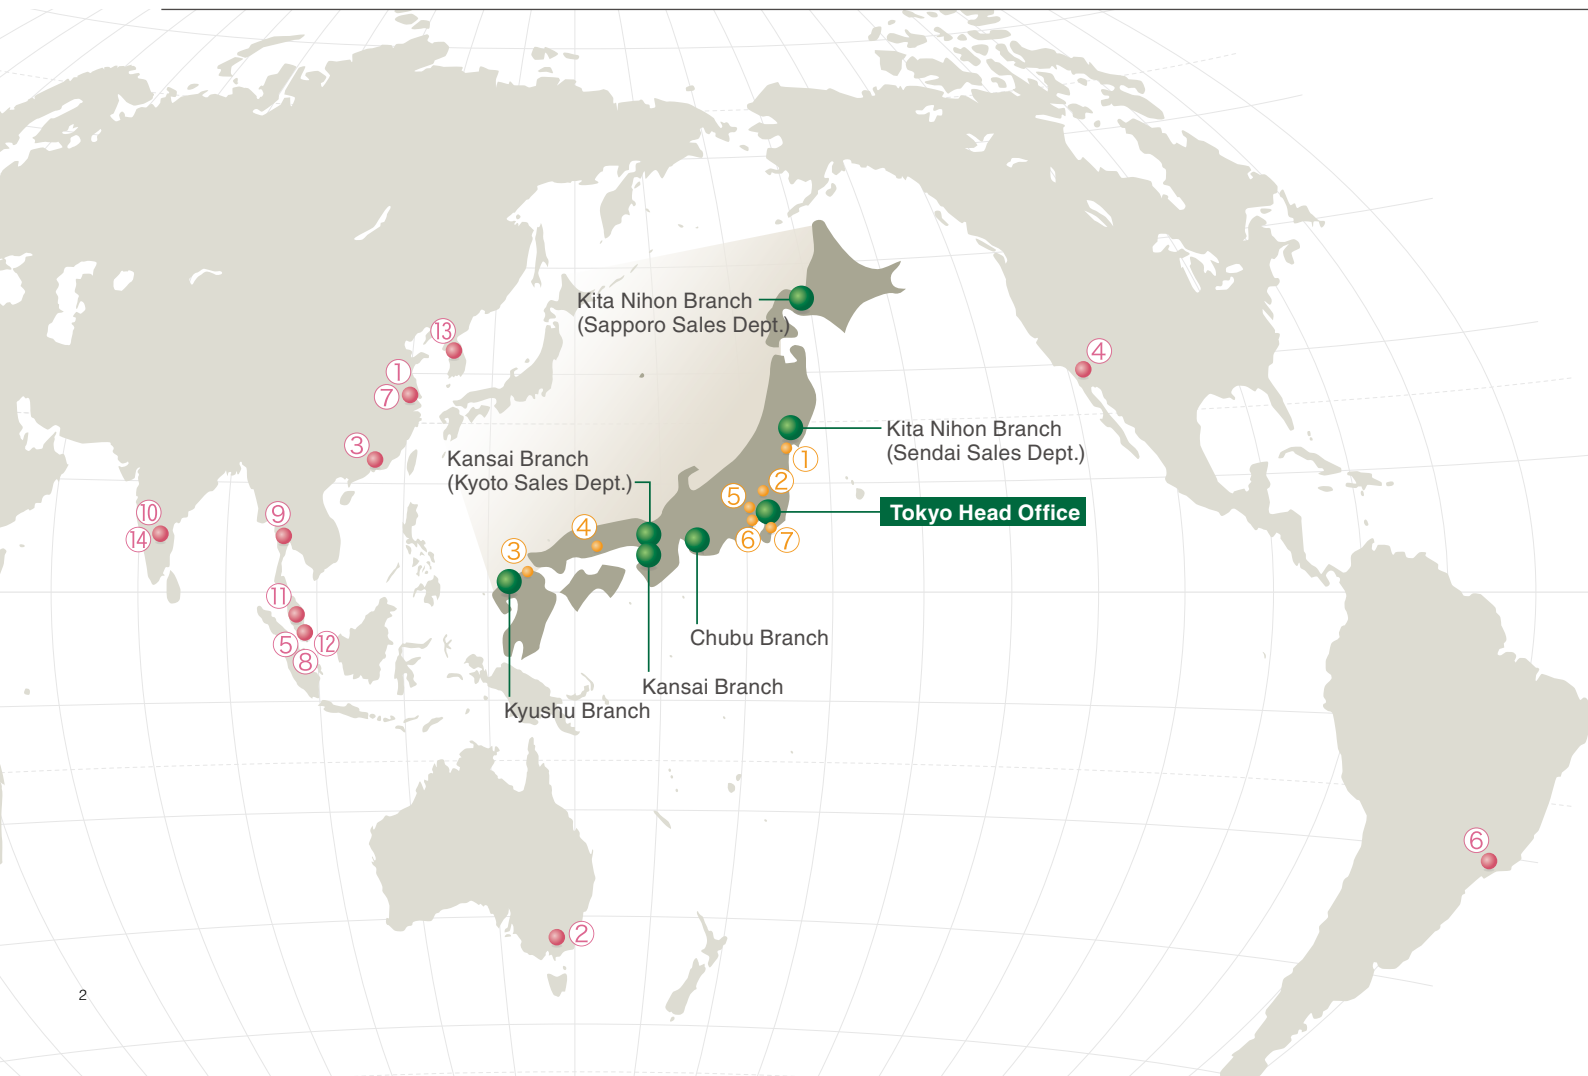 Kita Nihon Branch
(Sapporo Sales Dept.)
⑬
①
④
⑦
Kita Nihon Branch
(Sendai Sales Dept.)
③
Kansai Branch
(Kyoto Sales Dept.)
①
②
⑤
⑩
⑨
Tokyo Head Office
④
⑭
⑥
⑦
③
⑪
⑤
⑫
⑧
Chubu Branch
Kansai Branch
Kyushu Branch
⑥
②
2